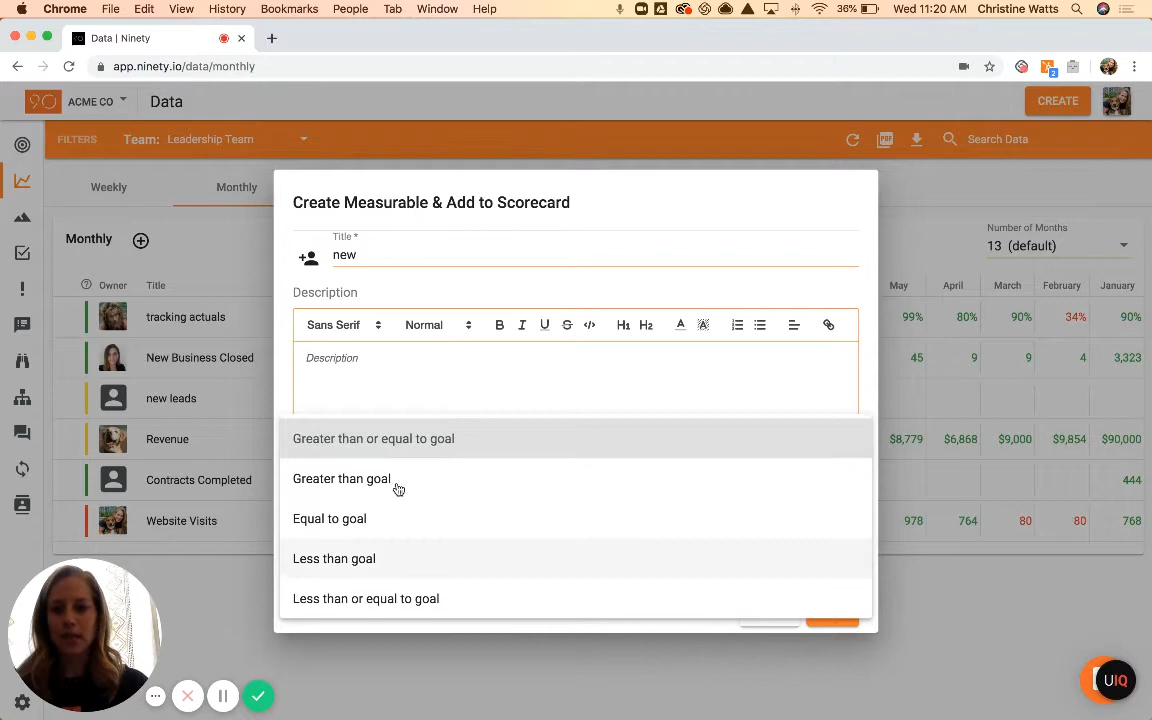 Chrome File Edit View History Bookmarks People Tab Window Help 36% Wed 11:20 AM Christine Watts
Data | Ninety
app.ninety.io/data/monthly
2
90 ACME CO Data CREATE
FILTERS Team: Leadership Team PDF Search Data
Weekly Monthly
Monthly
Number of Months
13 (default)
Owner Title May April March February January
tracking actuals 99% 80% 90% 34% 90%
New Business Closed 45 9 9 4 3,323
new leads
Revenue $8,779 $6,868 $9,000 $9,854 $90,000
Contracts Completed 444
Website Visits 978 764 80 80 768
Create Measurable & Add to Scorecard
Title *
new
Description
Sans Serif Normal B I U S </> H1 H2 A A
Description
Greater than or equal to goal
Greater than goal
Equal to goal
Less than goal
Less than or equal to goal
UIQ